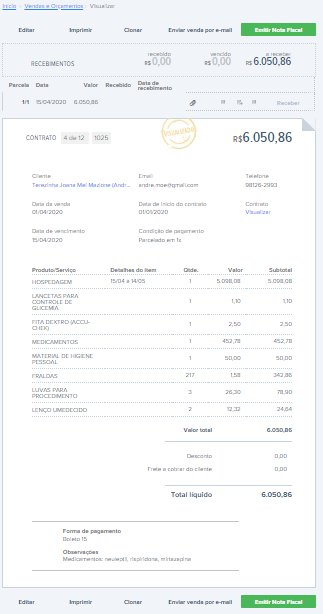 Início › Vendas e Orçamentos › Visualizar
Editar Imprimir Clonar Enviar venda por e-mail Emitir Nota Fiscal
RECEBIMENTOS recebido R$ 0,00 vencido R$ 0,00 a receber R$ 6.050,86
Parcela Data Valor Recebido Data de recebimento
1/1 15/04/2020 6.050,86 Receber
CONTRATO 4 de 12 1025 R$6.050,86
Cliente Email Telefone
Terezinha Joana Mei Mazione (Andr... andre.moe@gmail.com 98126-2993
Data da venda Data de início do contrato Contrato
01/04/2020 01/01/2020 Visualizar
Data de vencimento Condição de pagamento
15/04/2020 Parcelado em 1x
Produto/Serviço Detalhes do item Qtde. Valor Subtotal
HOSPEDAGEM 15/04 à 14/05 1 5.098,08 5.098,08
LANCETAS PARA CONTROLE DE GLICEMIA 1 1,10 1,10
FITA DEXTRO (ACCU-CHEK) 1 2,50 2,50
MEDICAMENTOS 1 452,78 452,78
MATERIAL DE HIGIENE PESSOAL 1 50,00 50,00
FRALDAS 217 1,58 342,86
LUVAS PARA PROCEDIMENTO 3 26,30 78,90
LENÇO UMEDECIDO 2 12,32 24,64
Valor total 6.050,86
Desconto 0,00
Frete a cobrar do cliente 0,00
Total líquido 6.050,86
Forma de pagamento
Boleto 15
Observações
Medicamentos: neuleotil, rispiridona, mirtazapina
Editar Imprimir Clonar Enviar venda por e-mail Emitir Nota Fiscal